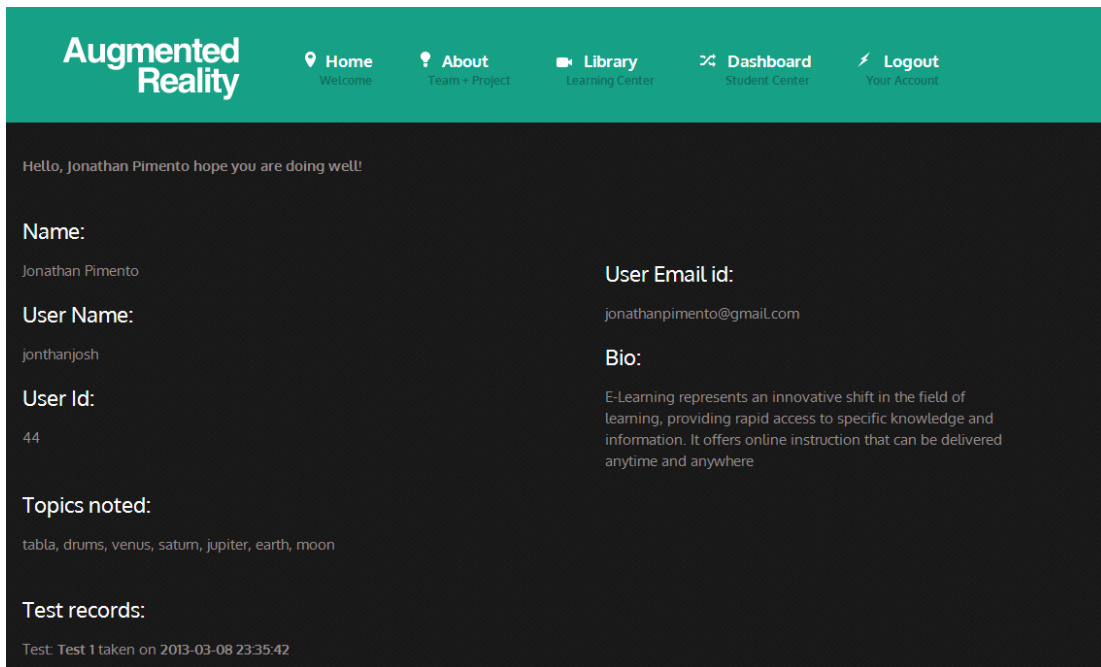 Augmented
Reality
Home
Welcome
About
Team + Project
Library
Learning Center
Dashboard
Student Center
Logout
Your Account
Hello, Jonathan Pimento hope you are doing well!
Name:
Jonathan Pimento
User Name:
jonthanjosh
User Id:
44
User Email id:
jonathanpimento@gmail.com
Bio:
E-Learning represents an innovative shift in the field of
learning, providing rapid access to specific knowledge and
information. It offers online instruction that can be delivered
anytime and anywhere
Topics noted:
tabla, drums, venus, saturn, jupiter, earth, moon
Test records:
Test: Test 1 taken on 2013-03-08 23:35:42